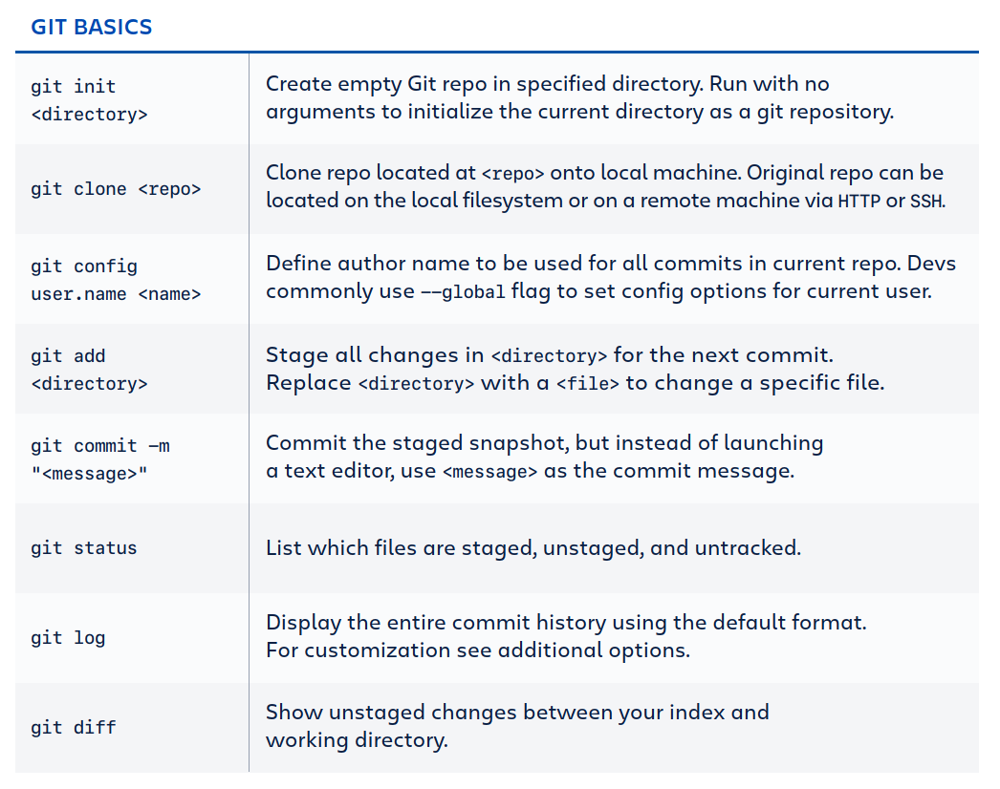 GIT BASICS
git init
<directory>
Create empty Git repo in specified directory. Run with no
arguments to initialize the current directory as a git repository.
git clone <repo>
Clone repo located at <repo> onto local machine. Original repo can be
located on the local filesystem or on a remote machine via HTTP or SSH.
git config
user.name <name>
Define author name to be used for all commits in current repo. Devs
commonly use --global flag to set config options for current user.
git add
<directory>
Stage all changes in <directory> for the next commit.
Replace <directory> with a <file> to change a specific file.
git commit -m
"<message>"
Commit the staged snapshot, but instead of launching
a text editor, use <message> as the commit message.
git status
List which files are staged, unstaged, and untracked.
git log
Display the entire commit history using the default format.
For customization see additional options.
git diff
Show unstaged changes between your index and
working directory.